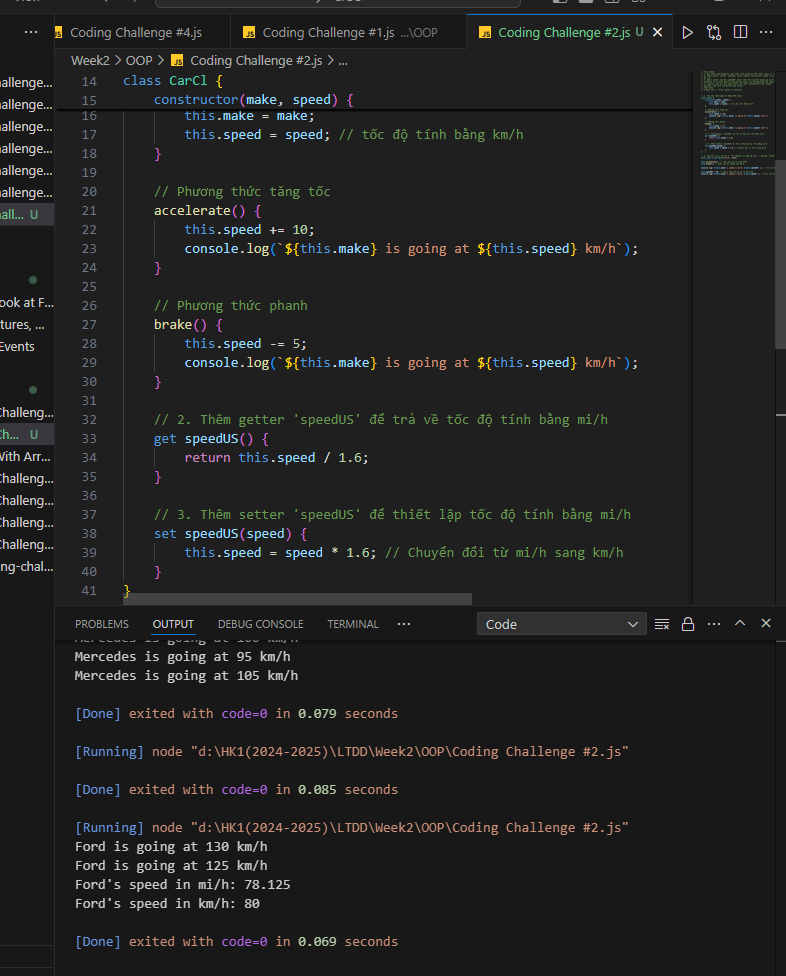 Coding Challenge #4.js
Coding Challenge #1.js ...\OOP
Coding Challenge #2.js U
Week2 > OOP > Coding Challenge #2.js > ...
allenge...
allenge...
allenge...
allenge...
allenge...
allenge...
all... U
ook at F...
tures, ...
Events
Challeng...
Ch... U
With Arr...
Challeng...
Challeng...
Challeng...
Challeng...
ng-chal...
14 class CarCl {
15 constructor(make, speed) {
16 this.make = make;
17 this.speed = speed; // tốc độ tính bằng km/h
18 }
19
20 // Phương thức tăng tốc
21 accelerate() {
22 this.speed += 10;
23 console.log(`${this.make} is going at ${this.speed} km/h`);
24 }
25
26 // Phương thức phanh
27 brake() {
28 this.speed -= 5;
29 console.log(`${this.make} is going at ${this.speed} km/h`);
30 }
31
32 // 2. Thêm getter 'speedUS' để trả về tốc độ tính bằng mi/h
33 get speedUS() {
34 return this.speed / 1.6;
35 }
36
37 // 3. Thêm setter 'speedUS' để thiết lập tốc độ tính bằng mi/h
38 set speedUS(speed) {
39 this.speed = speed * 1.6; // Chuyển đổi từ mi/h sang km/h
40 }
41 }
PROBLEMS OUTPUT DEBUG CONSOLE TERMINAL ... Code
Mercedes is going at 100 km/h
Mercedes is going at 95 km/h
Mercedes is going at 105 km/h
[Done] exited with code=0 in 0.079 seconds
[Running] node "d:\HK1(2024-2025)\LTDD\Week2\OOP\Coding Challenge #2.js"
[Done] exited with code=0 in 0.085 seconds
[Running] node "d:\HK1(2024-2025)\LTDD\Week2\OOP\Coding Challenge #2.js"
Ford is going at 130 km/h
Ford is going at 125 km/h
Ford's speed in mi/h: 78.125
Ford's speed in km/h: 80
[Done] exited with code=0 in 0.069 seconds